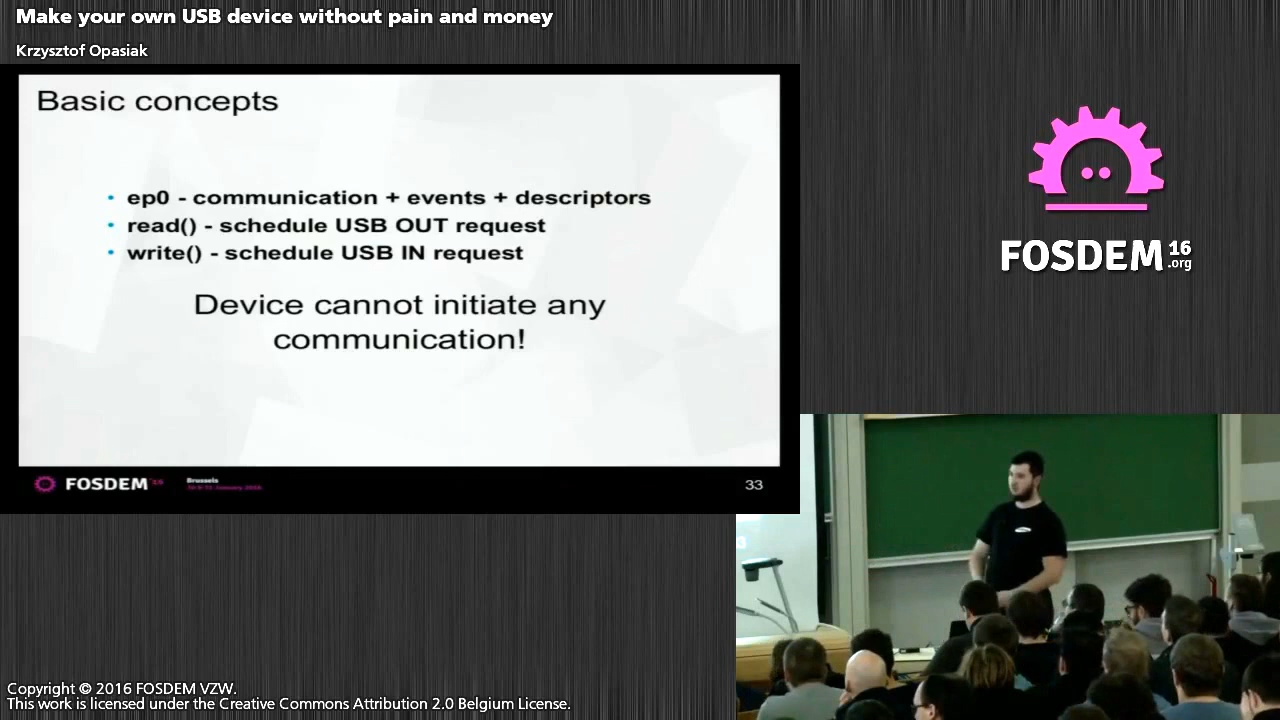 Make your own USB device without pain and money
Krzysztof Opasiak
Basic concepts
• ep0 - communication + events + descriptors
• read() - schedule USB OUT request
• write() - schedule USB IN request
Device cannot initiate any
communication!
FOSDEM
Brussels
33
FOSDEM 16
.org
Copyright © 2016 FOSDEM VZW.
This work is licensed under the Creative Commons Attribution 2.0 Belgium License.